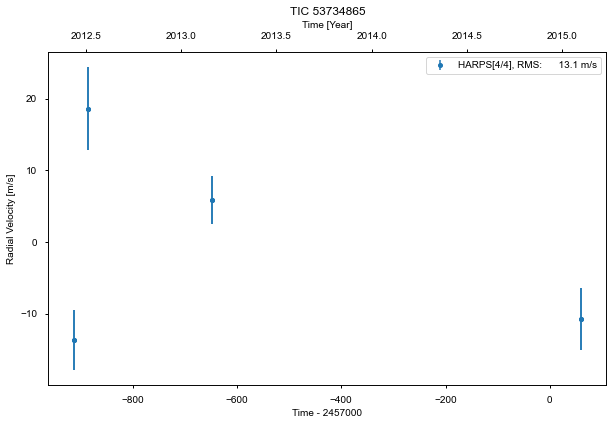 TIC 53734865
Time [Year]
2012.5 2013.0 2013.5 2014.0 2014.5 2015.0
HARPS[4/4], RMS: 13.1 m/s
Radial Velocity [m/s]
20
10
0
−10
−800 −600 −400 −200 0
Time - 2457000